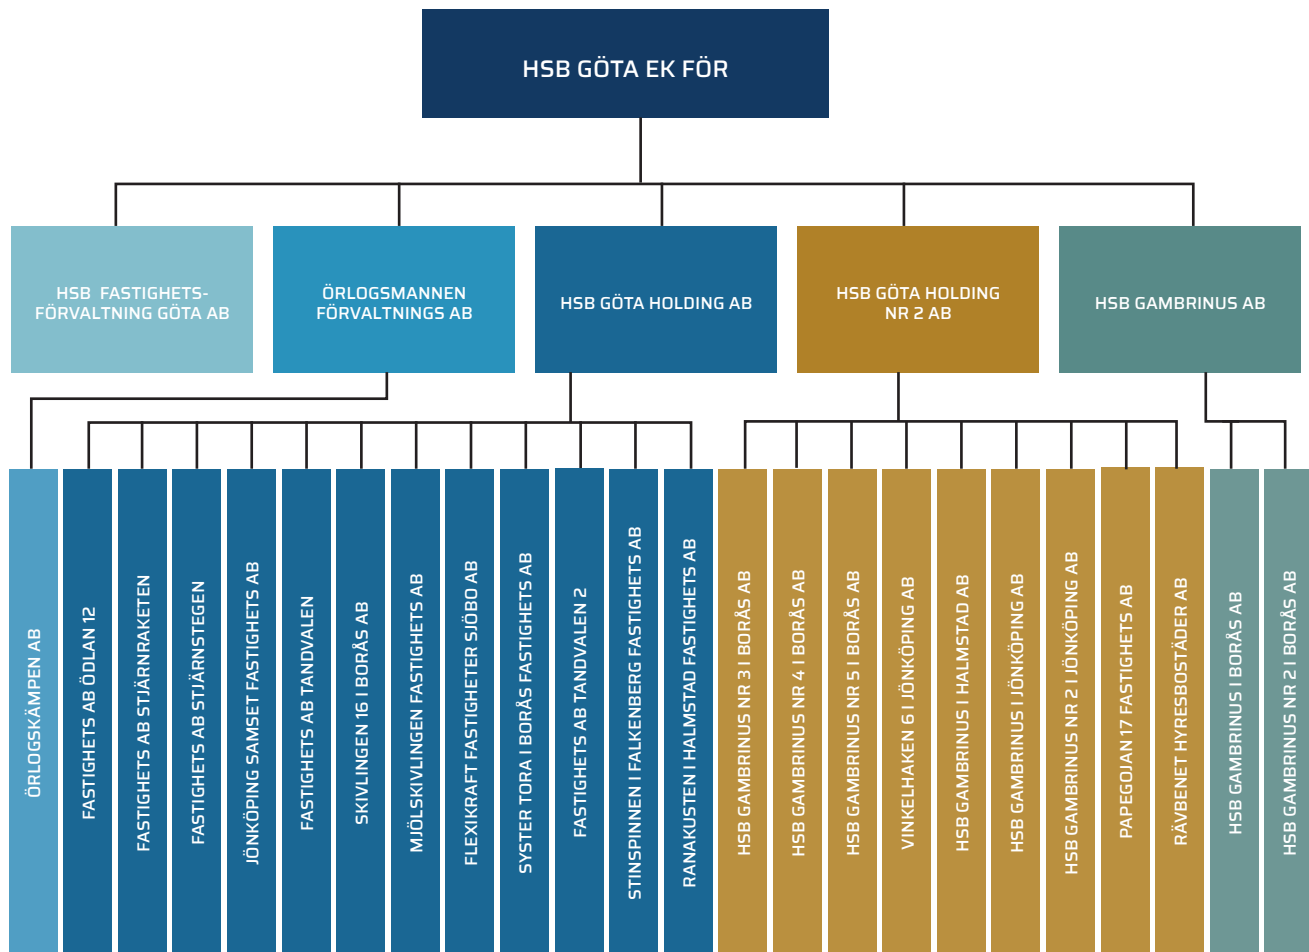 HSB GÖTA EK FÖR
HSB FASTIGHETS-
FÖRVALTNING GÖTA AB
ÖRLOGSMANNEN
FÖRVALTNINGS AB
HSB GÖTA HOLDING AB
HSB GÖTA HOLDING
NR 2 AB
HSB GAMBRINUS AB
ÖRLOGSKÄMPEN AB
FASTIGHETS AB ÖDLAN 12
FASTIGHETS AB STJÄRNRAKETEN
FASTIGHETS AB STJÄRNSTEGEN
JÖNKÖPING SAMSET FASTIGHETS AB
FASTIGHETS AB TANDVALEN
SKIVLINGEN 16 I BORÅS AB
MJÖLSKIVLINGEN FASTIGHETS AB
FLEXIKRAFT FASTIGHETER SJÖBO AB
SYSTER TORA I BORÅS FASTIGHETS AB
FASTIGHETS AB TANDVALEN 2
STINSPINNEN I FALKENBERG FASTIGHETS AB
RANAKUSTEN I HALMSTAD FASTIGHETS AB
HSB GAMBRINUS NR 3 I BORÅS AB
HSB GAMBRINUS NR 4 I BORÅS AB
HSB GAMBRINUS NR 5 I BORÅS AB
VINKELHAKEN 6 I JÖNKÖPING AB
HSB GAMBRINUS I HALMSTAD AB
HSB GAMBRINUS I JÖNKÖPING AB
HSB GAMBRINUS NR 2 I JÖNKÖPING AB
PAPEGOJAN 17 FASTIGHETS AB
RÄVBENET HYRESBOSTÄDER AB
HSB GAMBRINUS I BORÅS AB
HSB GAMBRINUS NR 2 I BORÅS AB